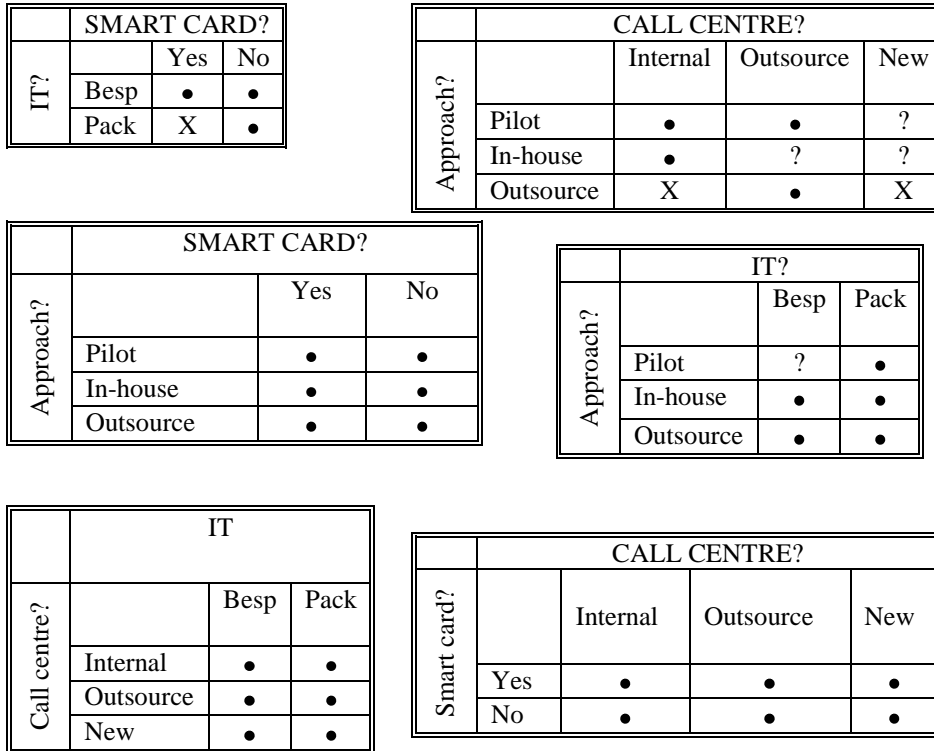 SMART CARD?
IT?
Yes No
Besp ● ●
Pack X ●
CALL CENTRE?
Approach?
Internal Outsource New
Pilot ● ● ?
In-house ● ? ?
Outsource X ● X
SMART CARD?
Approach?
Yes No
Pilot ● ●
In-house ● ●
Outsource ● ●
IT?
Approach?
Besp Pack
Pilot ? ●
In-house ● ●
Outsource ● ●
IT
Call centre?
Besp Pack
Internal ● ●
Outsource ● ●
New ● ●
CALL CENTRE?
Smart card?
Internal Outsource New
Yes ● ● ●
No ● ● ●